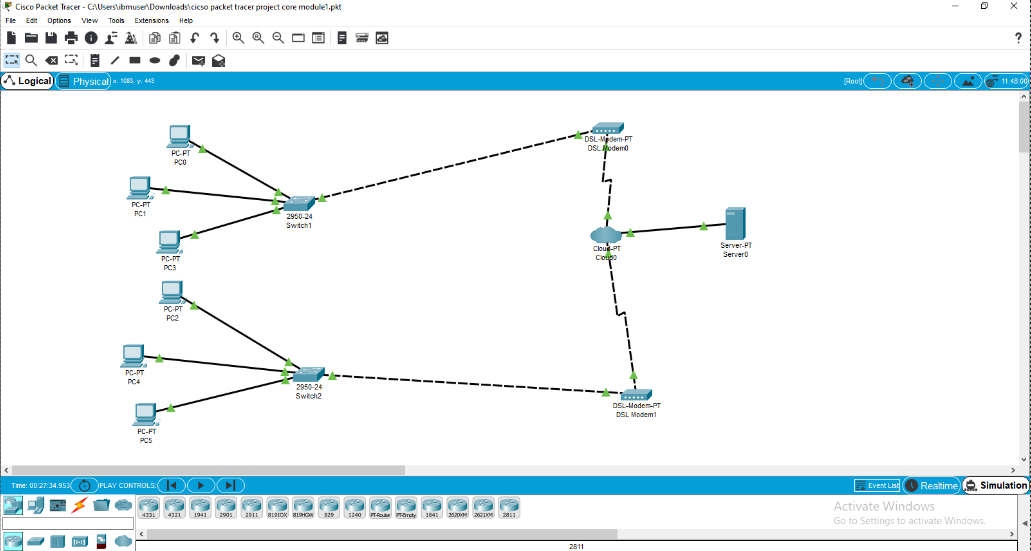 Cisco Packet Tracer - C:\Users\ibmuser\Downloads\cicso packet tracer project core module1.pkt
File Edit Options View Tools Extensions Help
Logical Physical x: 1085, y: 443 [Root] 11:48:00
PC-PT
PC0
PC-PT
PC1
PC-PT
PC3
PC-PT
PC2
PC-PT
PC4
PC-PT
PC5
2950-24
Switch1
2950-24
Switch2
DSL-Modem-PT
DSL Modem0
Cloud-PT
Cloud0
Server-PT
Server0
DSL-Modem-PT
DSL Modem1
Time: 00:27:34.953 PLAY CONTROLS: Event List Realtime Simulation
4331 4321 1941 2901 2911 819IOX 819HGW 829 1240 PT-Router PT-Empty 1841 2620XM 2621XM 2811
Activate Windows
Go to Settings to activate Windows.
2811